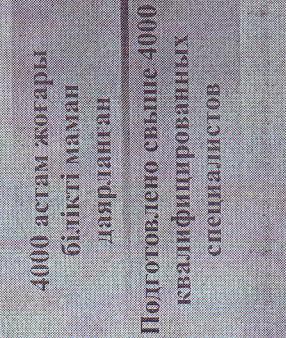 4000 астам жоғары
білікті маман
даярланған
Подготовлено свыше 4000
квалифицированных
специалистов